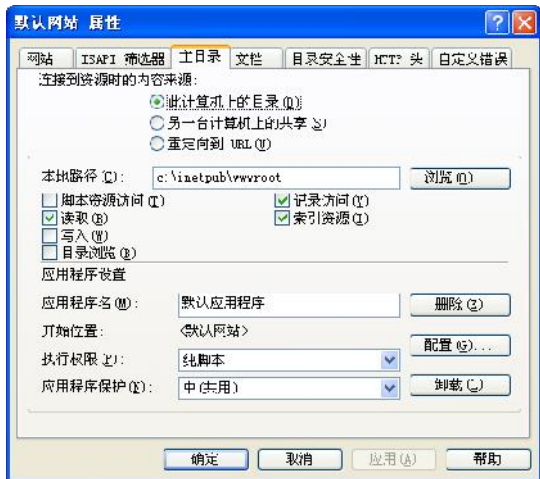 默认网站 属性
网站 ISAPI 筛选器 主目录 文档 目录安全性 HTTP 头 自定义错误
连接到资源时的内容来源:
此计算机上的目录(D)
另一台计算机上的共享(S)
重定向到 URL(U)
本地路径(C): c:\inetpub\wwwroot 浏览(O)
脚本资源访问(T) 记录访问(V)
读取(R) 索引资源(I)
写入(W)
目录浏览(B)
应用程序设置
应用程序名(M): 默认应用程序 删除(E)
开始位置: <默认网站>
配置(G)...
执行权限(P): 纯脚本
应用程序保护(N): 中(共用) 卸载(L)
确定 取消 应用(A) 帮助